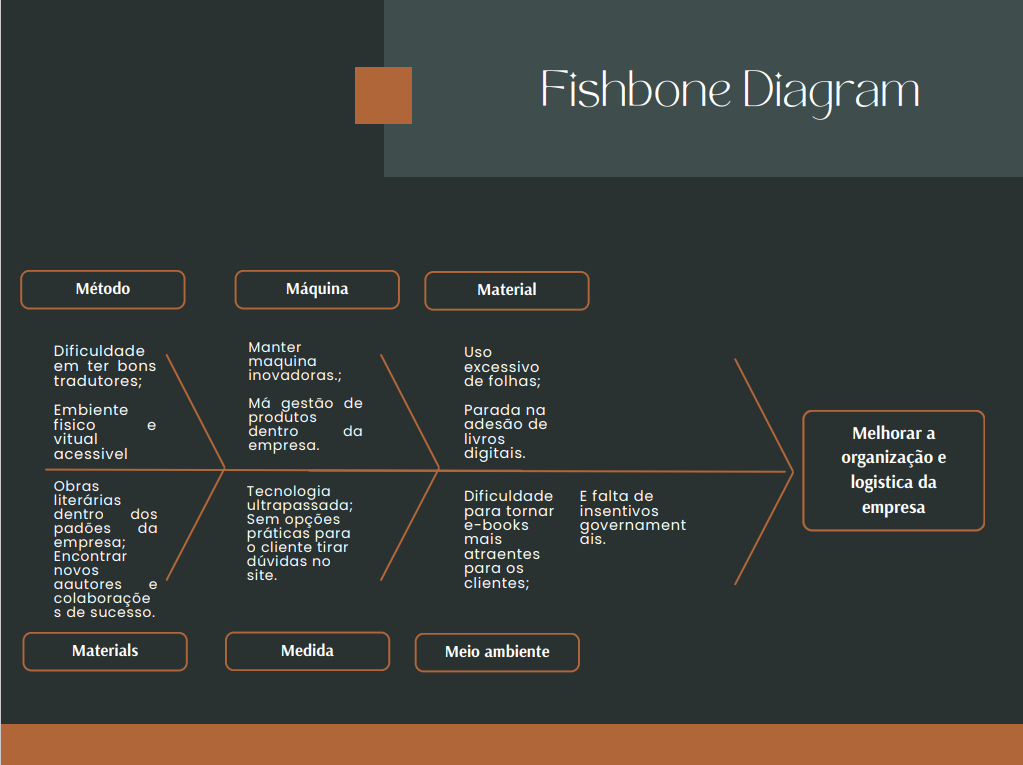 Fishbone Diagram
Método
Máquina
Material
Dificuldade
em ter bons
tradutores;
Embiente
fisico e
vitual
acessivel
Manter
maquina
inovadoras.;
Má gestão de
produtos
dentro da
empresa.
Uso
excessivo
de folhas;
Parada na
adesão de
livros
digitais.
Melhorar a
organização e
logistica da
empresa
Obras
literárias
dentro dos
padões da
empresa;
Encontrar
novos
aautores e
colaboraçõe
s de sucesso.
Tecnologia
ultrapassada;
Sem opções
práticas para
o cliente tirar
dúvidas no
site.
Dificuldade
para tornar
e-books
mais
atraentes
para os
clientes;
E falta de
insentivos
governament
ais.
Materials
Medida
Meio ambiente